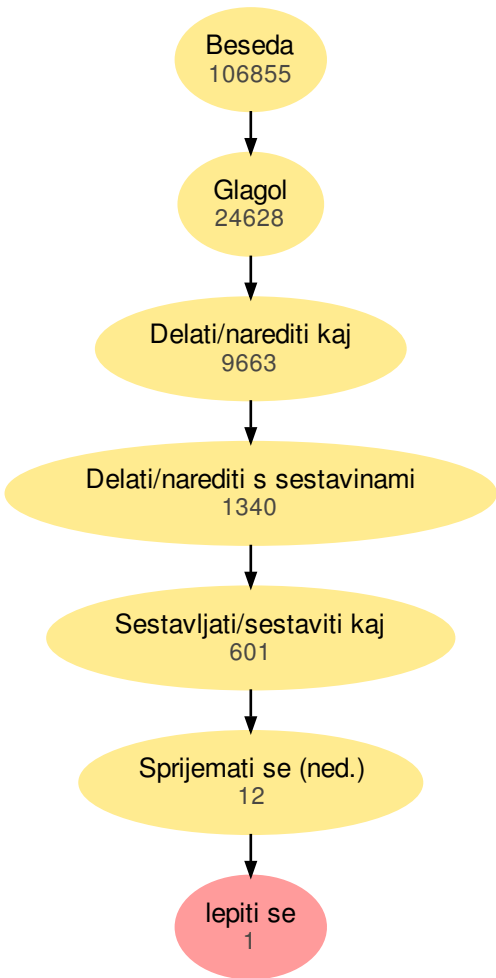 Beseda
106855
Glagol
24628
Delati/narediti kaj
9663
Delati/narediti s sestavinami
1340
Sestavljati/sestaviti kaj
601
Sprijemati se (ned.)
12
lepiti se
1